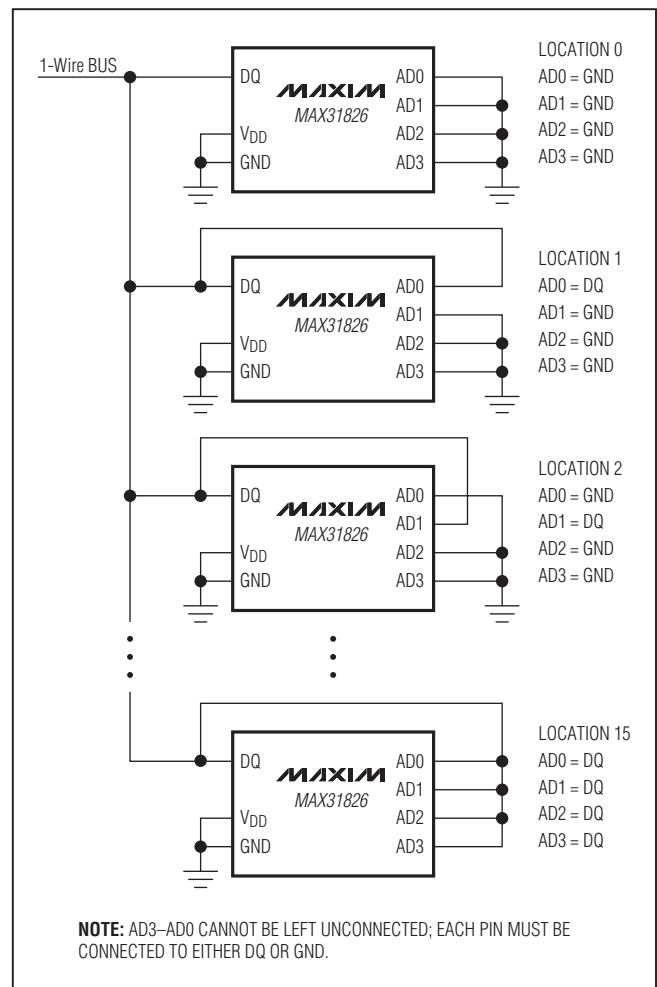 1-Wire BUS
DQ
VDD
GND
MAXIM
MAX31826
AD0
AD1
AD2
AD3
LOCATION 0
AD0 = GND
AD1 = GND
AD2 = GND
AD3 = GND
DQ
VDD
GND
MAXIM
MAX31826
AD0
AD1
AD2
AD3
LOCATION 1
AD0 = DQ
AD1 = GND
AD2 = GND
AD3 = GND
DQ
VDD
GND
MAXIM
MAX31826
AD0
AD1
AD2
AD3
LOCATION 2
AD0 = GND
AD1 = DQ
AD2 = GND
AD3 = GND
DQ
VDD
GND
MAXIM
MAX31826
AD0
AD1
AD2
AD3
LOCATION 15
AD0 = DQ
AD1 = DQ
AD2 = DQ
AD3 = DQ
NOTE: AD3–AD0 CANNOT BE LEFT UNCONNECTED; EACH PIN MUST BE
CONNECTED TO EITHER DQ OR GND.